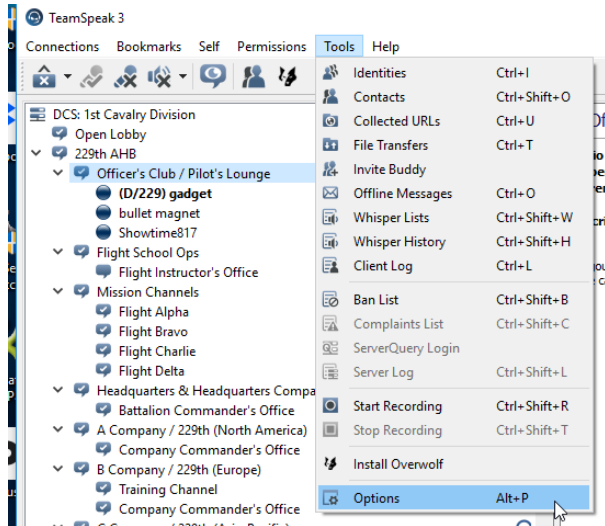 TeamSpeak 3
Connections Bookmarks Self Permissions Tools Help
DCS: 1st Cavalry Division
Open Lobby
229th AHB
Officer's Club / Pilot's Lounge
(D/229) gadget
bullet magnet
Showtime817
Flight School Ops
Flight Instructor's Office
Mission Channels
Flight Alpha
Flight Bravo
Flight Charlie
Flight Delta
Headquarters & Headquarters Compa
Battalion Commander's Office
A Company / 229th (North America)
Company Commander's Office
B Company / 229th (Europe)
Training Channel
Company Commander's Office
Identities Ctrl+I
Contacts Ctrl+Shift+O
Collected URLs Ctrl+U
File Transfers Ctrl+T
Invite Buddy
Offline Messages Ctrl+O
Whisper Lists Ctrl+Shift+W
Whisper History Ctrl+Shift+H
Client Log Ctrl+L
Ban List Ctrl+Shift+B
Complaints List Ctrl+Shift+C
ServerQuery Login
Server Log Ctrl+Shift+L
Start Recording Ctrl+Shift+R
Stop Recording Ctrl+Shift+T
Install Overwolf
Options Alt+P